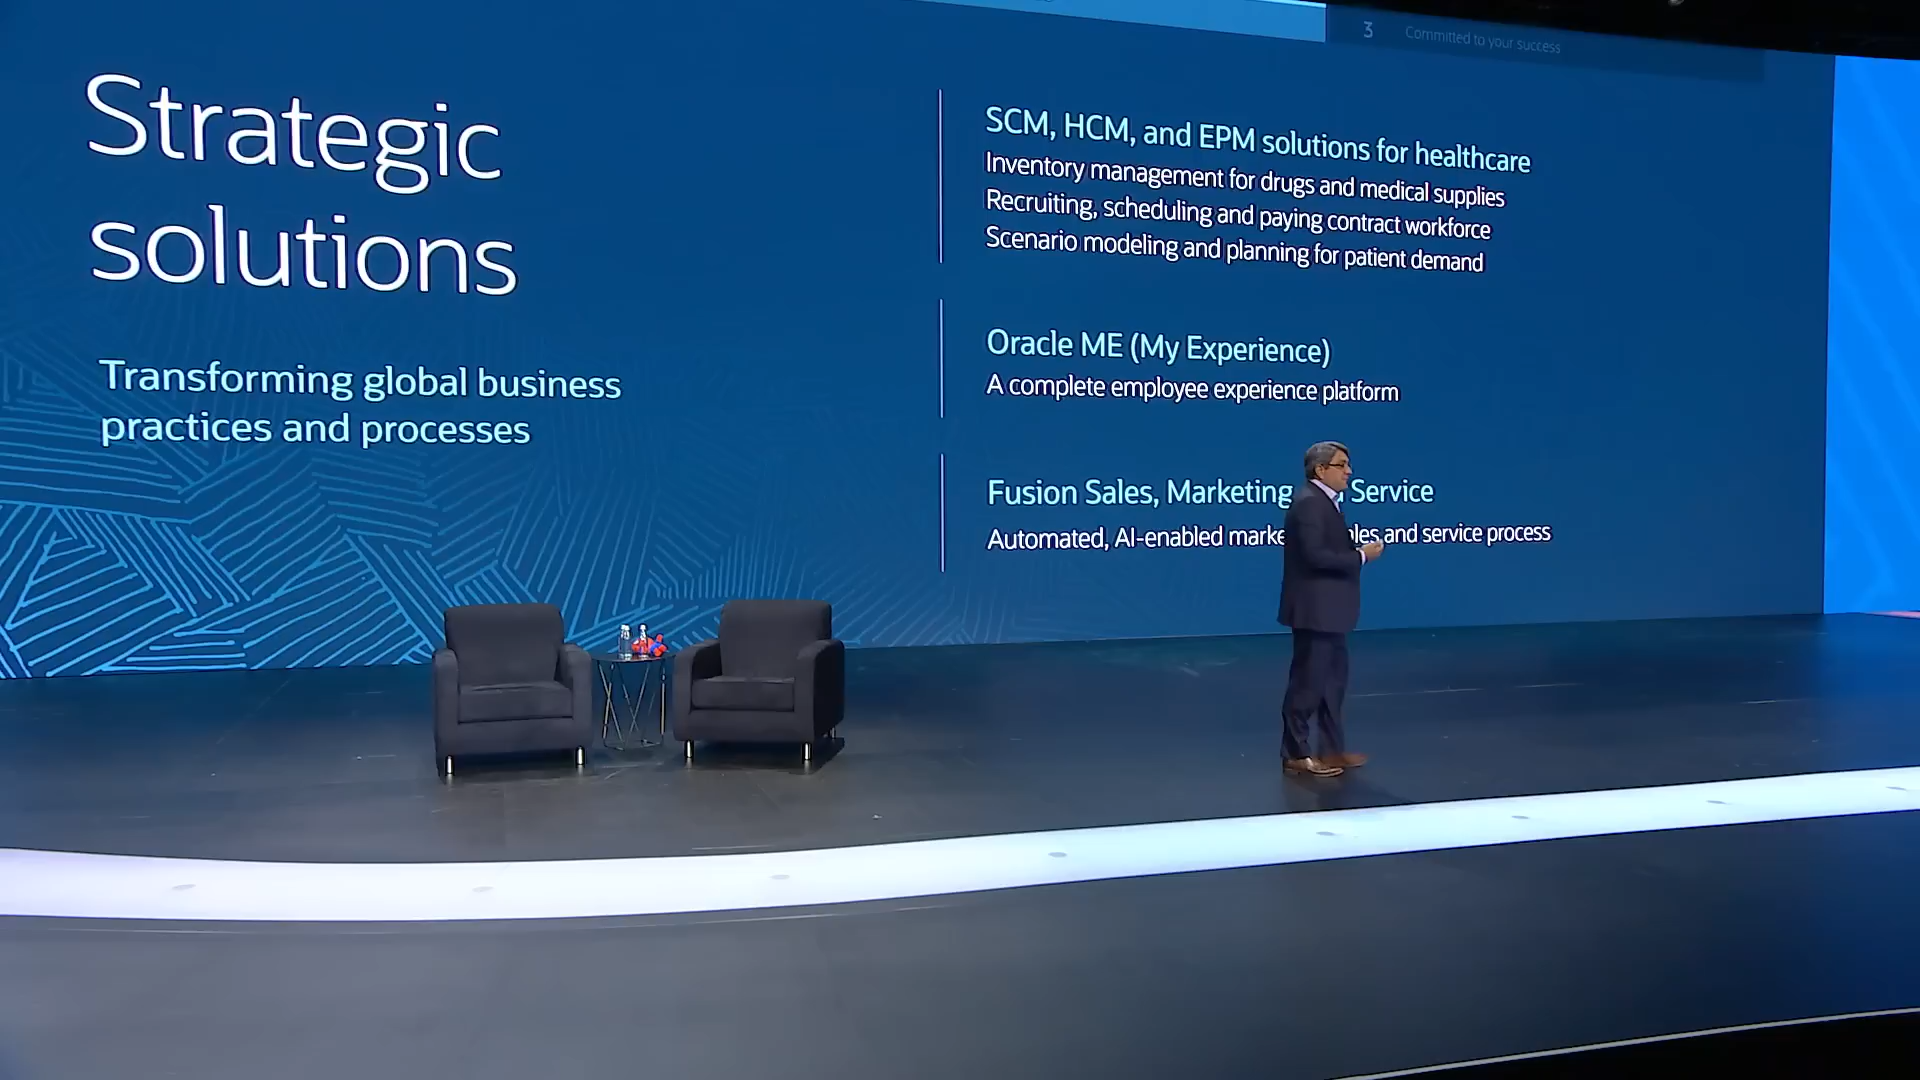 3 Committed to your success
Strategic
solutions
Transforming global business
practices and processes
SCM, HCM, and EPM solutions for healthcare
Inventory management for drugs and medical supplies
Recruiting, scheduling and paying contract workforce
Scenario modeling and planning for patient demand
Oracle ME (My Experience)
A complete employee experience platform
Fusion Sales, Marketing Service
Automated, AI-enabled and service process